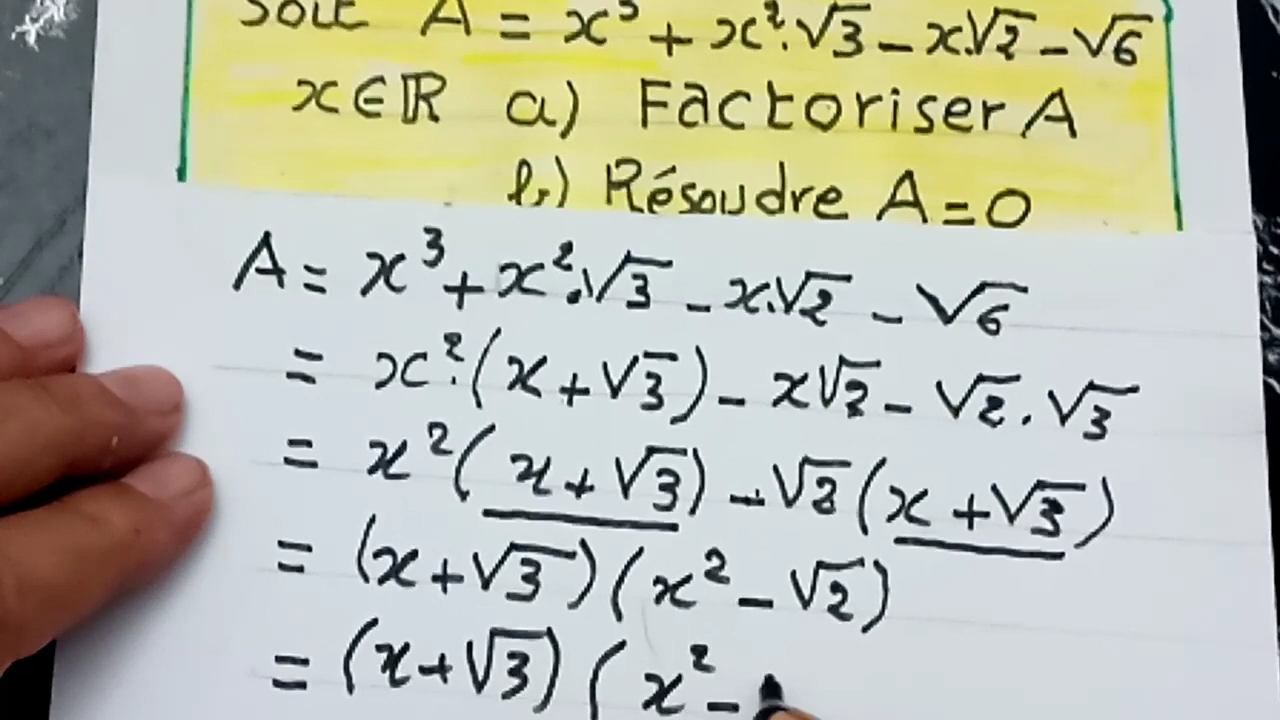 Soit A = x³ + x².√3 - x.√2 - √6
x∈ℝ a) Factoriser A
b) Résoudre A = 0
A = x³ + x².√3 - x.√2 - √6
= x².(x + √3) - x√2 - √2.√3
= x²(x + √3) - √2(x + √3)
= (x + √3)(x² - √2)
= (x + √3)(x² -